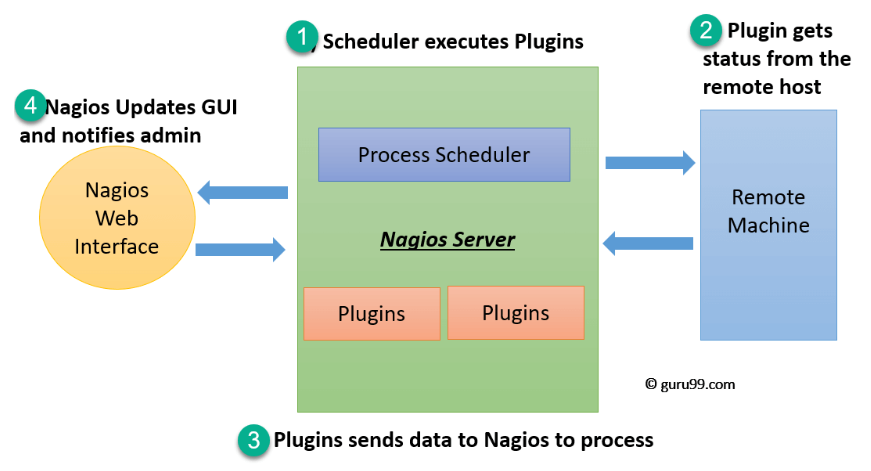 1) Scheduler executes Plugins
2 Plugin gets
status from the
remote host
4 Nagios Updates GUI
and notifies admin
Process Scheduler
Nagios
Web
Interface
Remote
Machine
Nagios Server
Plugins
Plugins
© guru99.com
3 Plugins sends data to Nagios to process